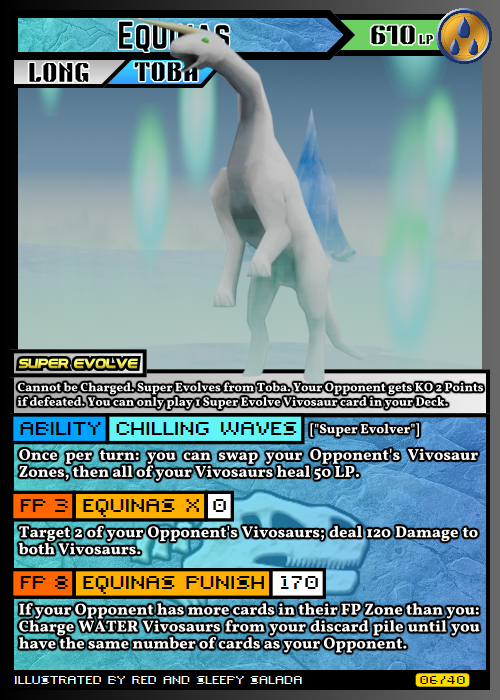 EQUINAS
610 LP
LONG
TOBA
SUPER EVOLVE
Cannot be Charged. Super Evolves from Toba. Your Opponent gets KO 2 Points
if defeated. You can only play 1 Super Evolve Vivosaur card in your Deck.
ABILITY CHILLING WAVES ["Super Evolver"]
Once per turn: you can swap your Opponent's Vivosaur
Zones, then all of your Vivosaurs heal 50 LP.
FP 3 EQUINAS X 0
Target 2 of your Opponent's Vivosaurs; deal 120 Damage to
both Vivosaurs.
FP 8 EQUINAS PUNISH 170
If your Opponent has more cards in their FP Zone than you:
Charge WATER Vivosaurs from your discard pile until you
have the same number of cards as your Opponent.
ILLUSTRATED BY RED AND SLEEPY SALADA
06/40